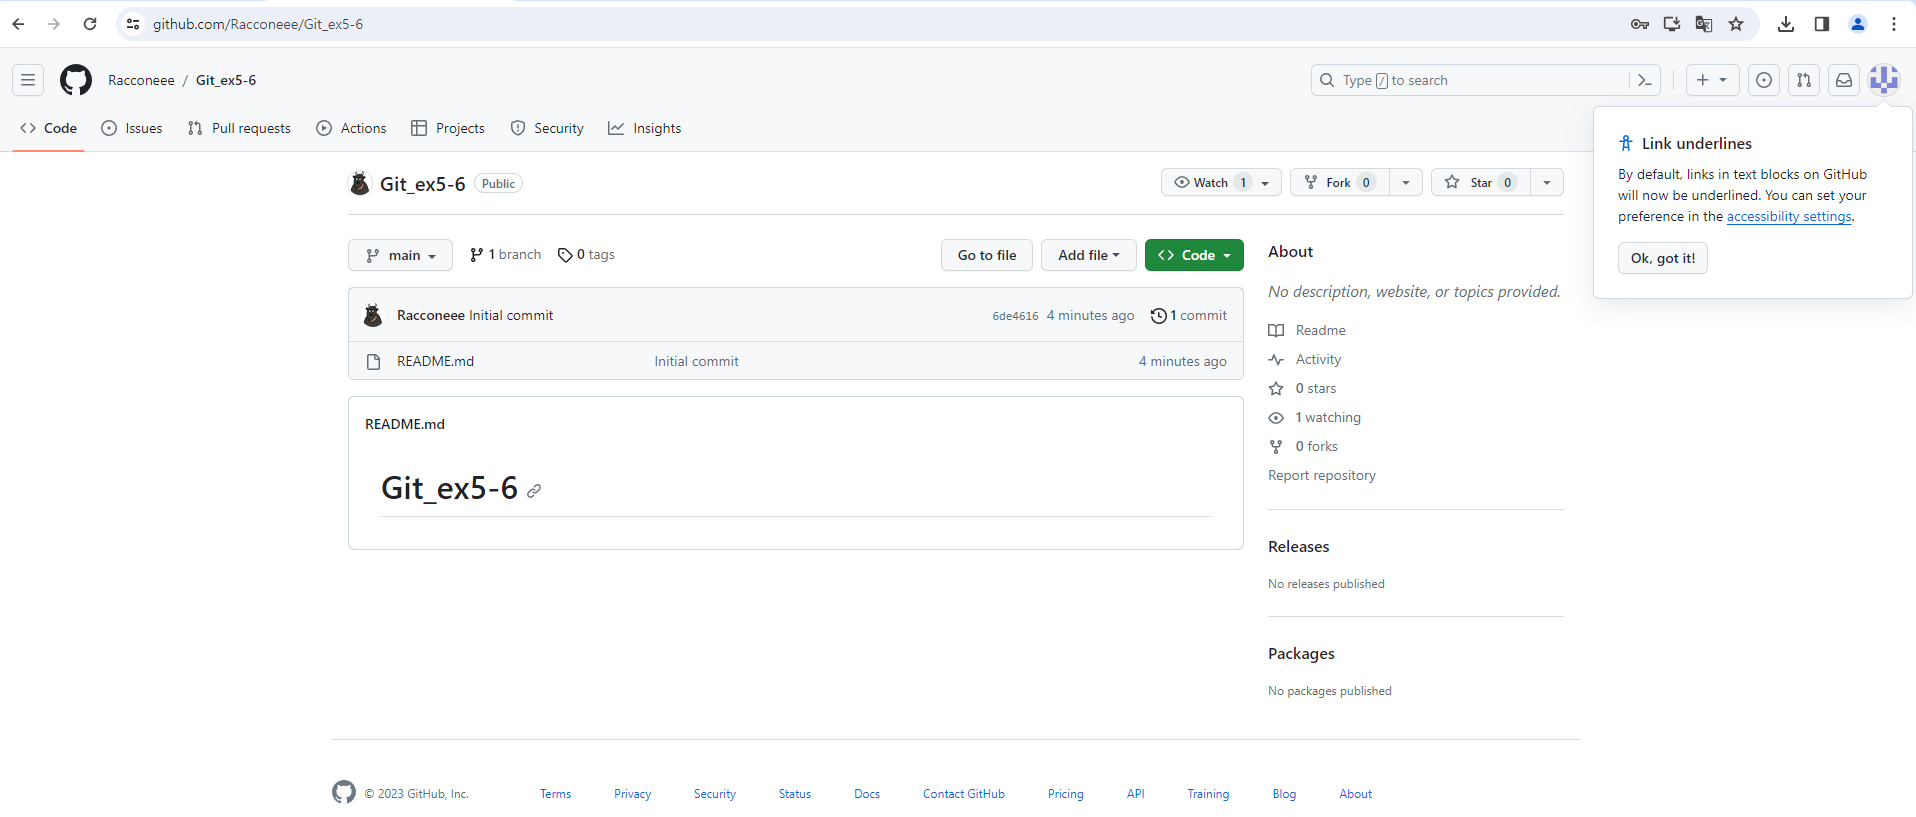 github.com/Racconeee/Git_ex5-6
Racconeee / Git_ex5-6
Type / to search
Code Issues Pull requests Actions Projects Security Insights
Link underlines
By default, links in text blocks on GitHub
will now be underlined. You can set your
preference in the accessibility settings.
Ok, got it!
Git_ex5-6 Public
Watch 1 Fork 0 Star 0
main 1 branch 0 tags Go to file Add file Code
Racconeee Initial commit 6de4616 4 minutes ago 1 commit
README.md Initial commit 4 minutes ago
README.md
Git_ex5-6
About
No description, website, or topics provided.
Readme
Activity
0 stars
1 watching
0 forks
Report repository
Releases
No releases published
Packages
No packages published
© 2023 GitHub, Inc. Terms Privacy Security Status Docs Contact GitHub Pricing API Training Blog About